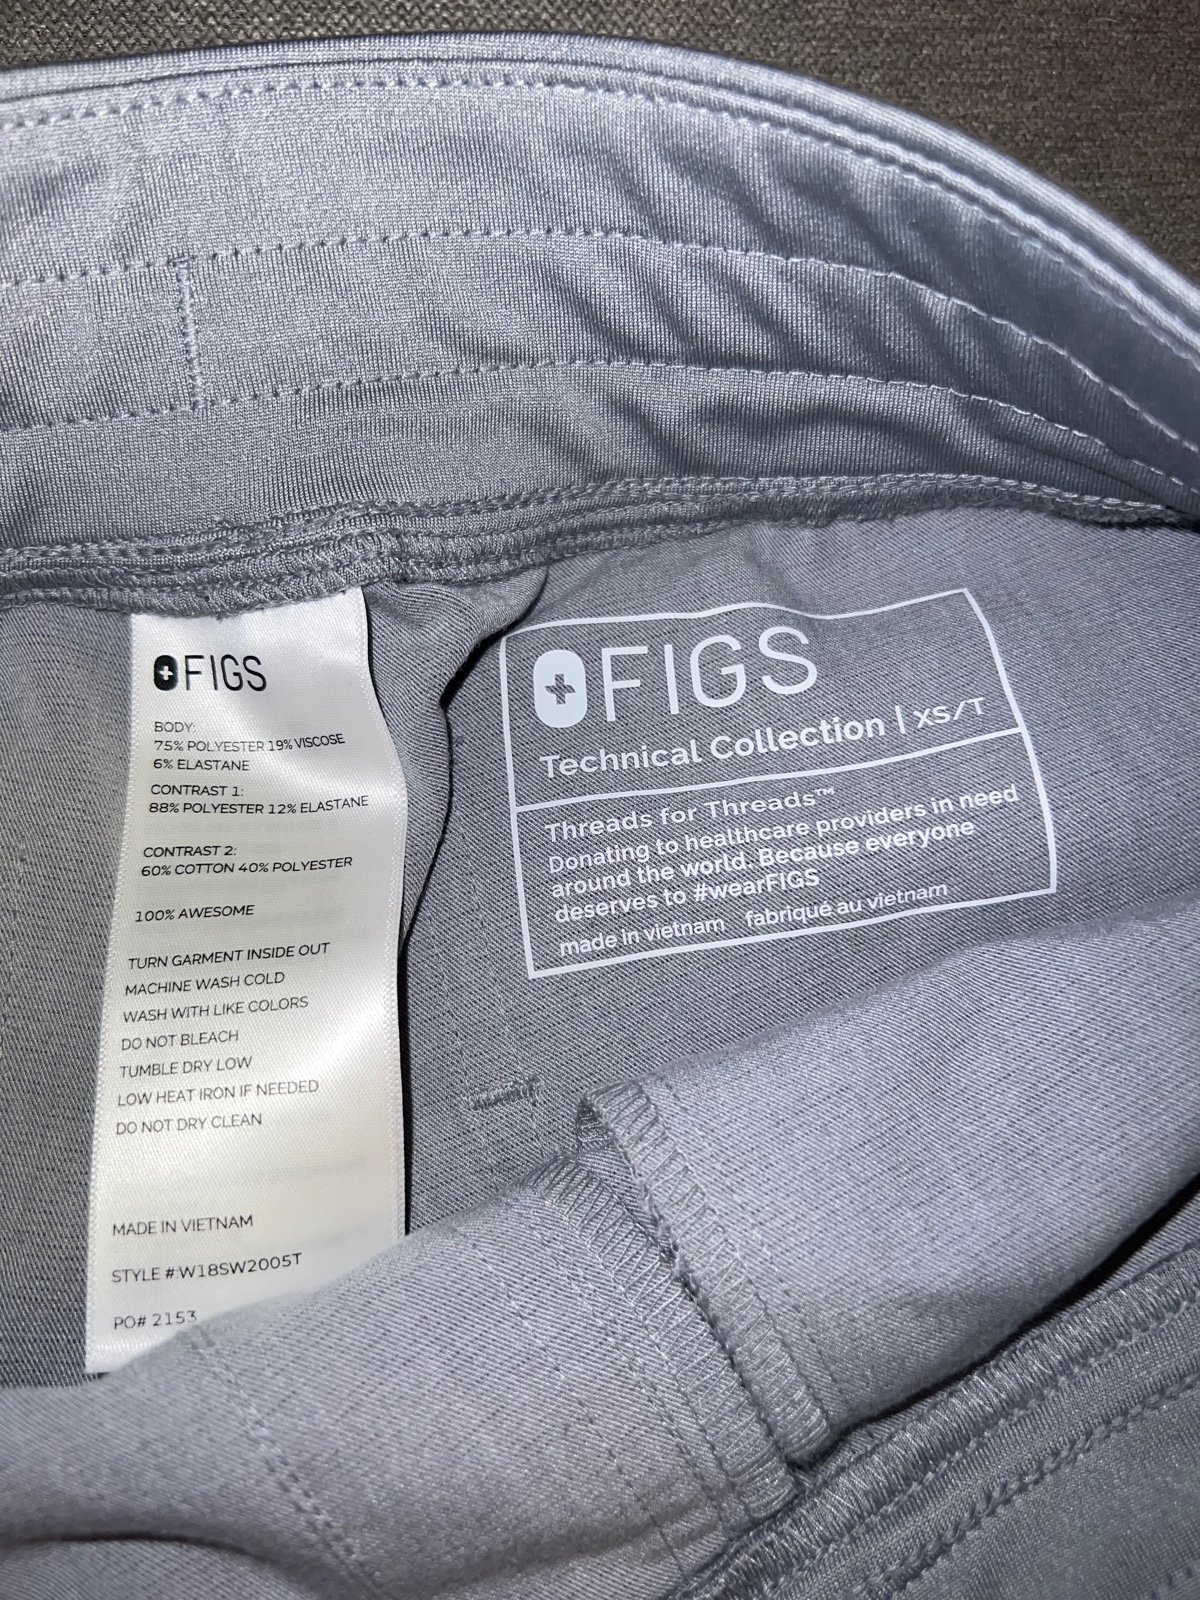 FIGS
BODY:
75% POLYESTER 19% VISCOSE
6% ELASTANE
CONTRAST 1:
88% POLYESTER 12% ELASTANE
CONTRAST 2:
60% COTTON 40% POLYESTER
100% AWESOME
TURN GARMENT INSIDE OUT
MACHINE WASH COLD
WASH WITH LIKE COLORS
DO NOT BLEACH
TUMBLE DRY LOW
LOW HEAT IRON IF NEEDED
DO NOT DRY CLEAN
MADE IN VIETNAM
STYLE #:W18SW2005T
PO# 2153
FIGS
Technical Collection | XS/T
Threads for Threads™
Donating to healthcare providers in need
around the world. Because everyone
deserves to #wearFIGS
made in vietnam fabriqué au vietnam